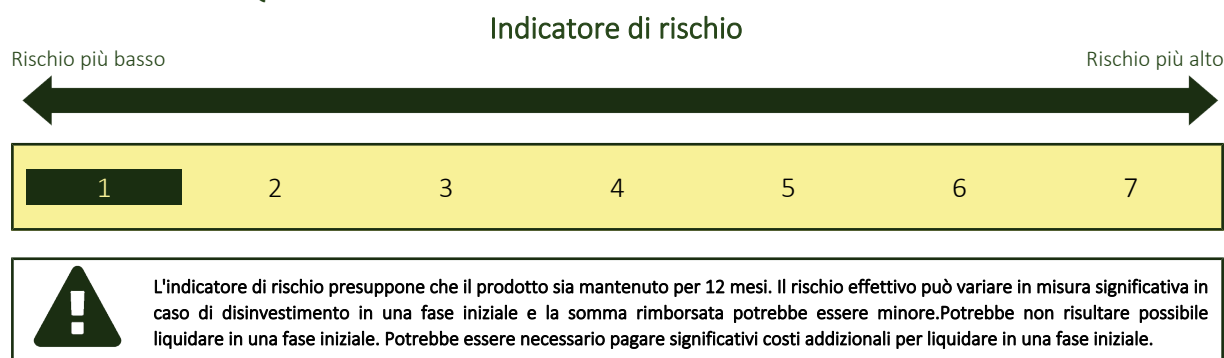 Indicatore di rischio
Rischio più basso
Rischio più alto
1 2 3 4 5 6 7
L'indicatore di rischio presuppone che il prodotto sia mantenuto per 12 mesi. Il rischio effettivo può variare in misura significativa in
caso di disinvestimento in una fase iniziale e la somma rimborsata potrebbe essere minore.Potrebbe non risultare possibile
liquidare in una fase iniziale. Potrebbe essere necessario pagare significativi costi addizionali per liquidare in una fase iniziale.